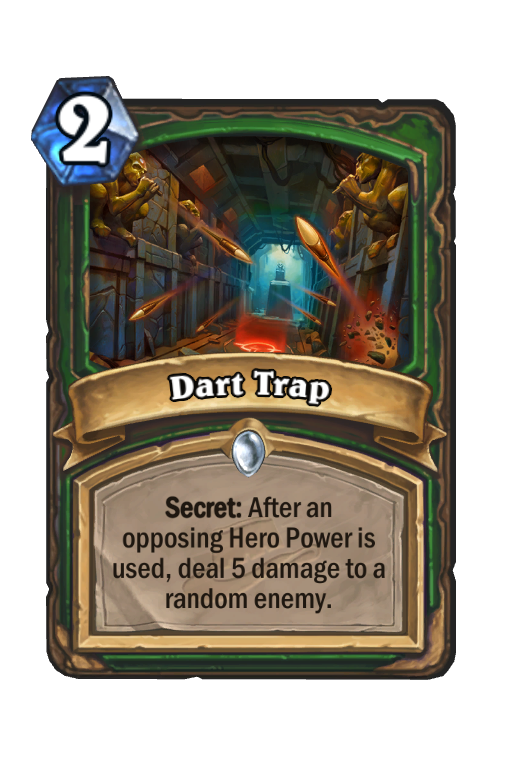 2
Dart Trap
Secret: After an
opposing Hero Power is
used, deal 5 damage to a
random enemy.